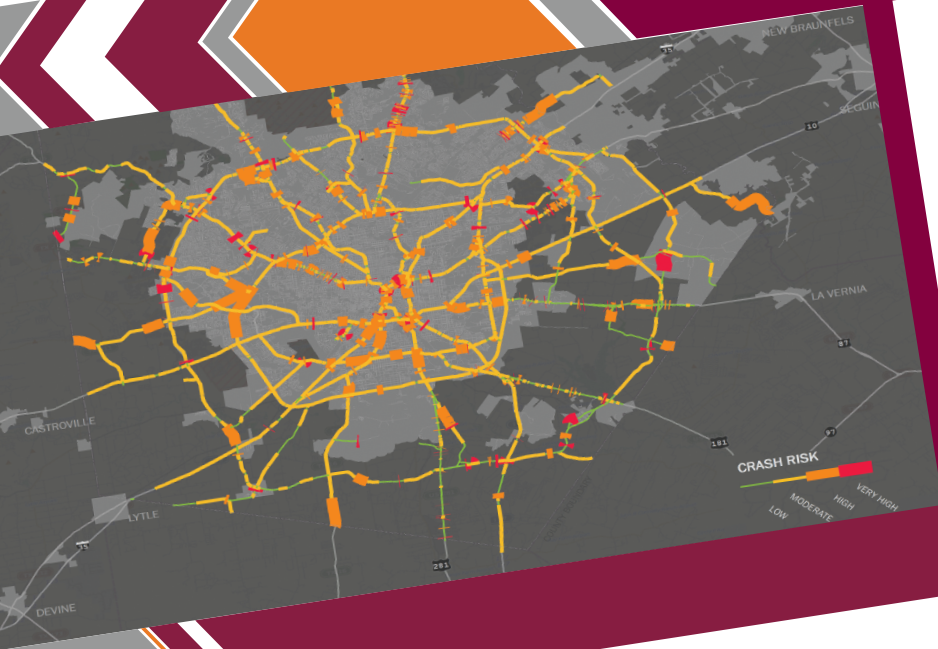 NEW BRAUNFELS
35
SEGUIN
10
LA VERNIA
87
CASTROVILLE
181
97
CRASH RISK
LOW
MODERATE
HIGH
VERY HIGH
LYTLE
35
281
DEVINE